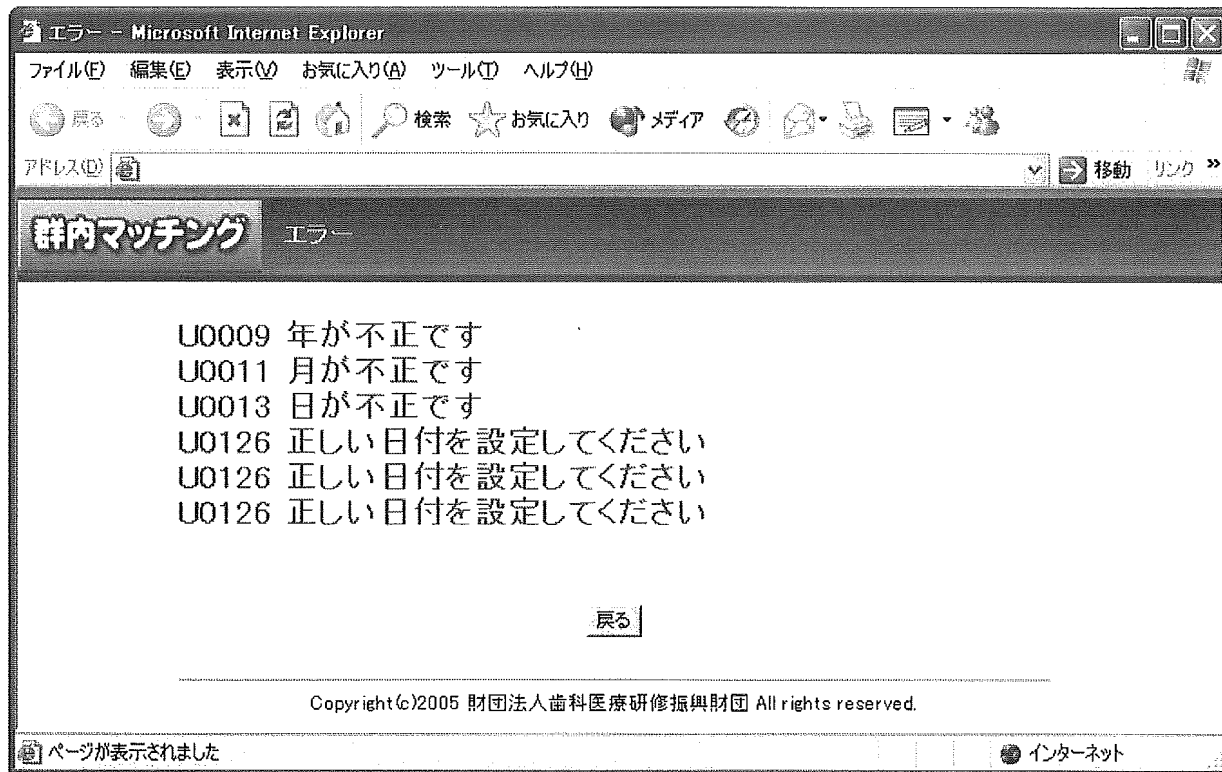 エラー - Microsoft Internet Explorer
ファイル(F) 編集(E) 表示(V) お気に入り(A) ツール(T) ヘルプ(H)
戻る 検索 お気に入り メディア
アドレス(D) 移動 リンク »
群内マッチング エラー
U0009 年が不正です
U0011 月が不正です
U0013 日が不正です
U0126 正しい日付を設定してください
U0126 正しい日付を設定してください
U0126 正しい日付を設定してください
戻る
Copyright(c)2005 財団法人歯科医療研修振興財団 All rights reserved.
ページが表示されました インターネット